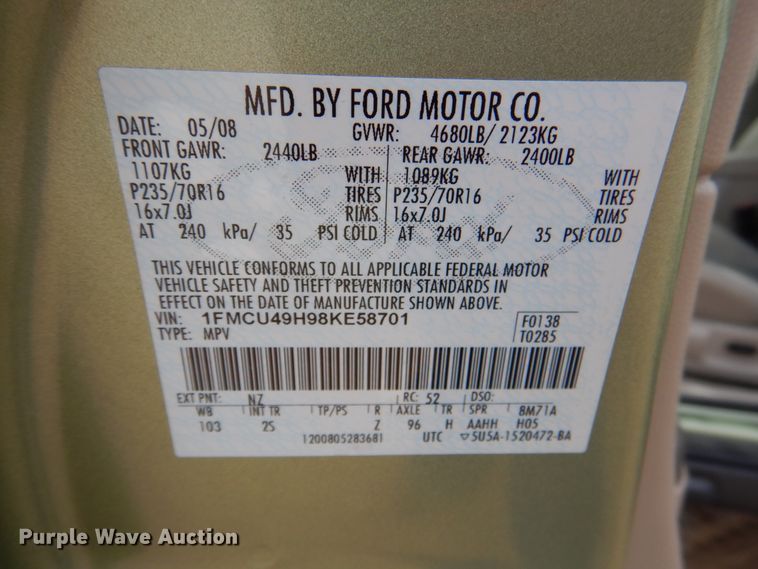 MFD. BY FORD MOTOR CO.
DATE: 05/08 GVWR: 4680LB/ 2123KG
FRONT GAWR: 2440LB REAR GAWR: 2400LB
1107KG WITH 1089KG WITH
P235/70R16 TIRES P235/70R16 TIRES
16x7.0J RIMS 16x7.0J RIMS
AT 240 kPa/ 35 PSI COLD AT 240 kPa/ 35 PSI COLD
THIS VEHICLE CONFORMS TO ALL APPLICABLE FEDERAL MOTOR
VEHICLE SAFETY AND THEFT PREVENTION STANDARDS IN
EFFECT ON THE DATE OF MANUFACTURE SHOWN ABOVE.
VIN: 1FMCU49H98KE58701 F0138
TYPE: MPV T0285
EXT PNT: NZ RC: 52 DSO:
WB INT TR TP/PS R AXLE TR SPR 8M71A
103 2S Z 96 H AAHH H05
1200805283681 UTC ▽5U5A-1520472-BA
Ford
Purple Wave Auction